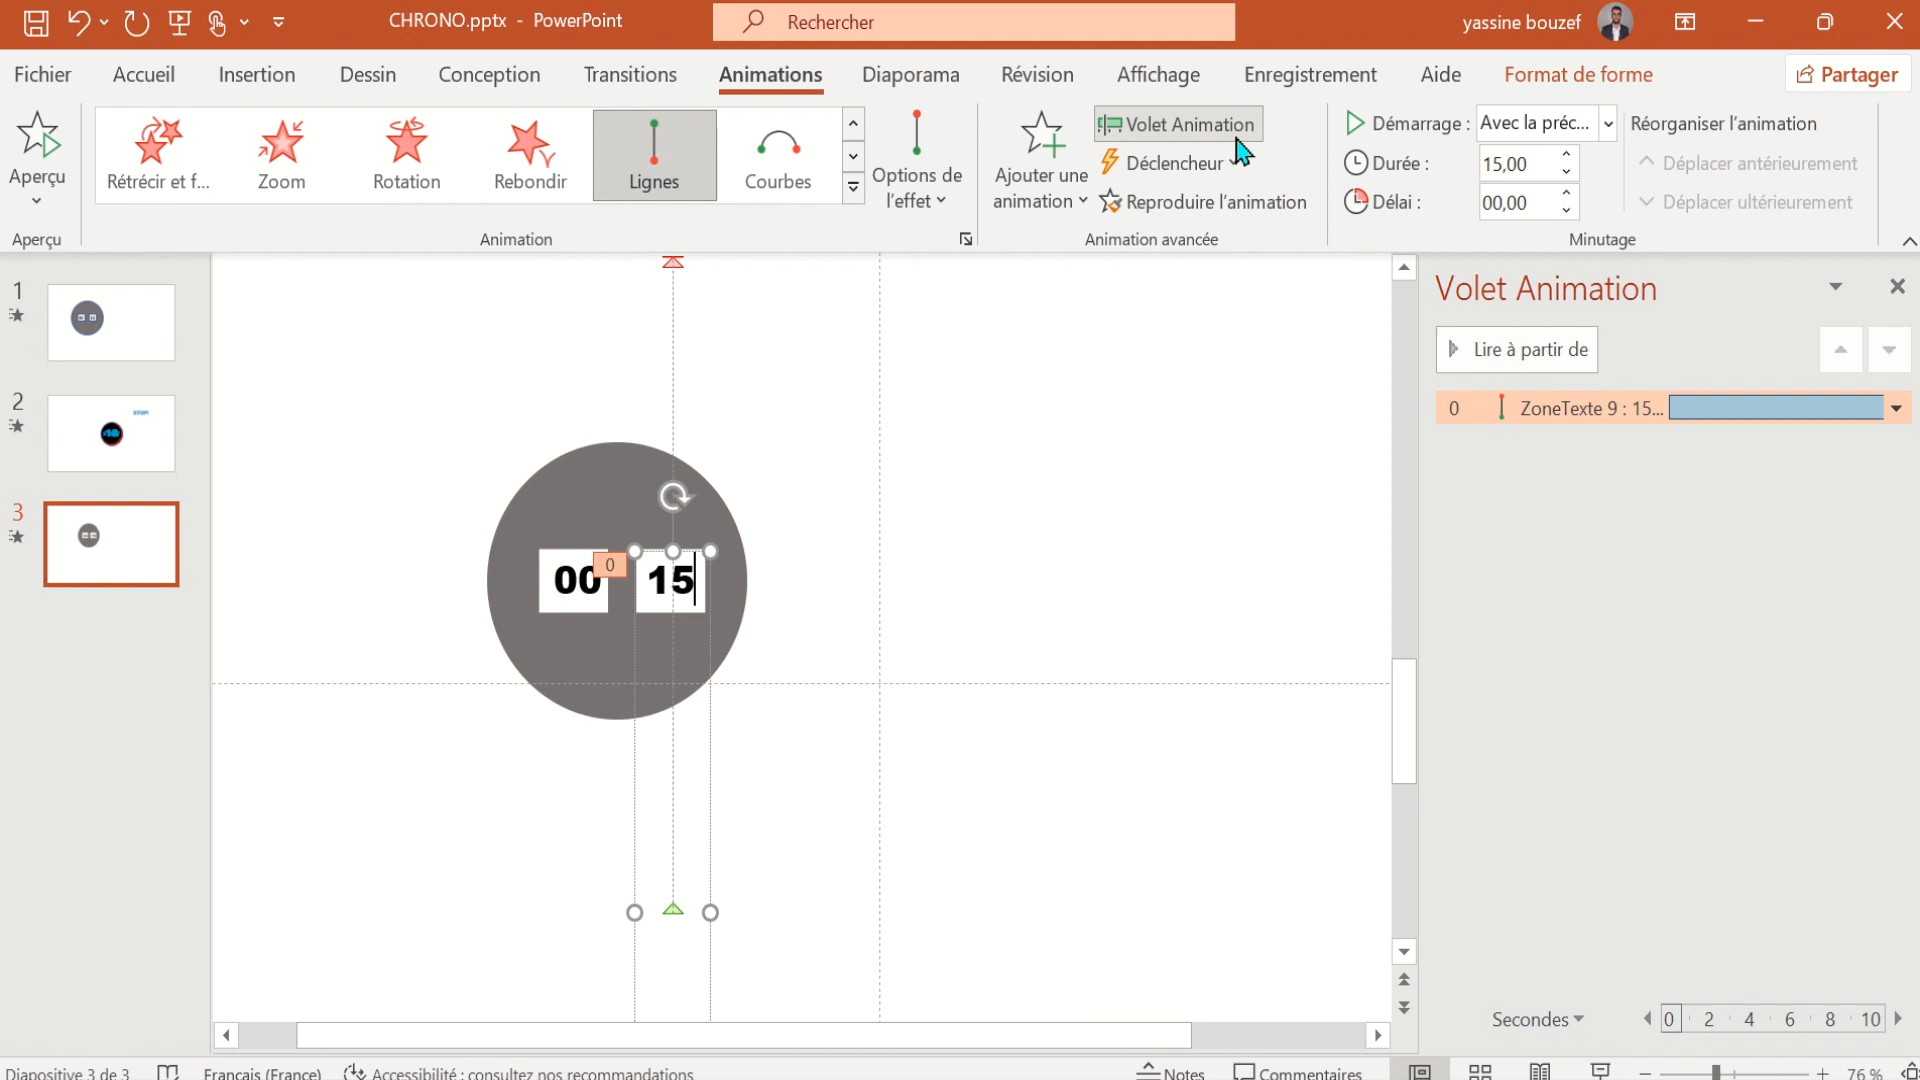 CHRONO.pptx - PowerPoint
Rechercher
yassine bouzef
Fichier Accueil Insertion Dessin Conception Transitions Animations Diaporama Révision Affichage Enregistrement Aide Format de forme Partager
Aperçu
Rétrécir et f...
Zoom
Rotation
Rebondir
Lignes
Courbes
Options de
l'effet
Ajouter une
animation
Volet Animation
Déclencheur
Reproduire l'animation
Démarrage : Avec la préc...
Durée : 15,00
Délai : 00,00
Réorganiser l'animation
Déplacer antérieurement
Déplacer ultérieurement
Aperçu Animation Animation avancée Minutage
1
2
3
00
0
15
Volet Animation
Lire à partir de
0 ZoneTexte 9 : 15...
Secondes 0 2 4 6 8 10
Diapositive 3 de 3 Français (France) Accessibilité : consultez nos recommandations Notes Commentaires 76 %